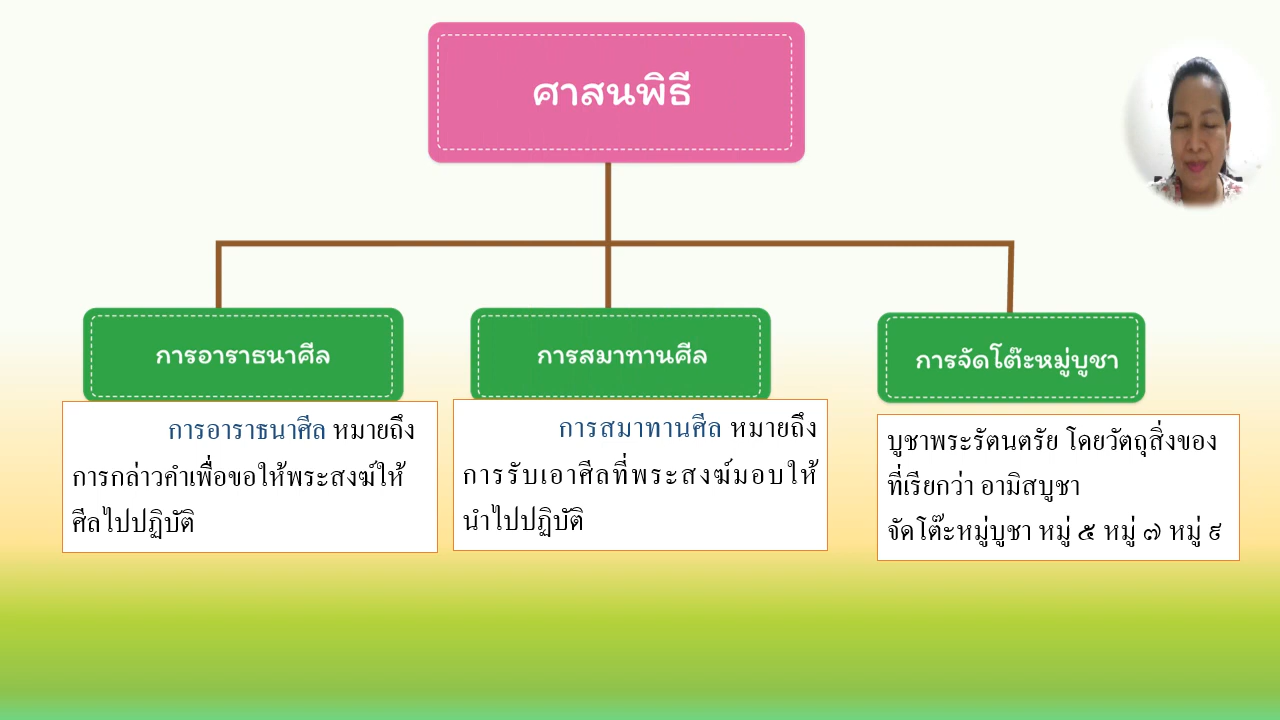 ศาสนพิธี
การอาราธนาศีล
การสมาทานศีล
การจัดโต๊ะหมู่บูชา
การอาราธนาศีล หมายถึง
การกล่าวคำเพื่อขอให้พระสงฆ์ให้
ศีลไปปฏิบัติ
การสมาทานศีล หมายถึง
การรับเอาศีลที่พระสงฆ์มอบให้
นำไปปฏิบัติ
บูชาพระรัตนตรัย โดยวัตถุสิ่งของ
ที่เรียกว่า อามิสบูชา
จัดโต๊ะหมู่บูชา หมู่ ๕ หมู่ ๗ หมู่ ๙